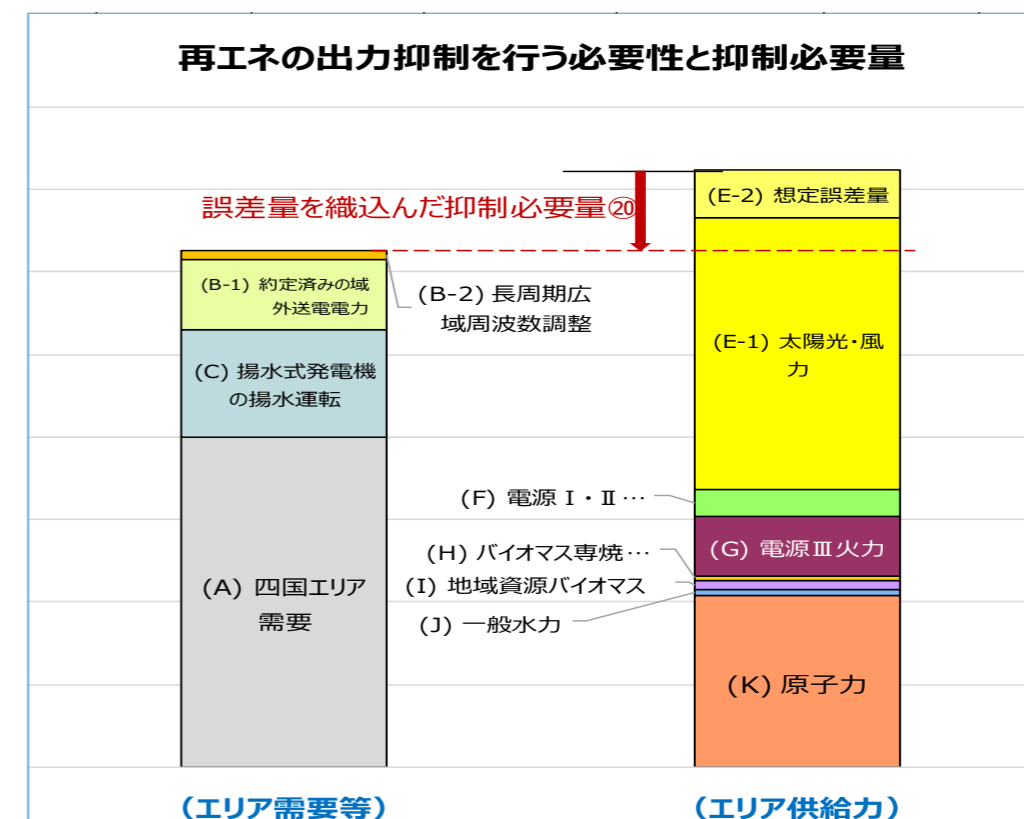 再エネの出力抑制を行う必要性と抑制必要量
誤差量を織込んだ抑制必要量⑳
(B-1) 約定済みの域
外送電電力
(B-2) 長周期広
域周波数調整
(C) 揚水式発電機
の揚水運転
(A) 四国エリア
需要
(E-2) 想定誤差量
(E-1) 太陽光・風
力
(F) 電源Ⅰ・Ⅱ…
(G) 電源Ⅲ火力
(H) バイオマス専焼…
(I) 地域資源バイオマス
(J) 一般水力
(K) 原子力
(エリア需要等)
(エリア供給力)